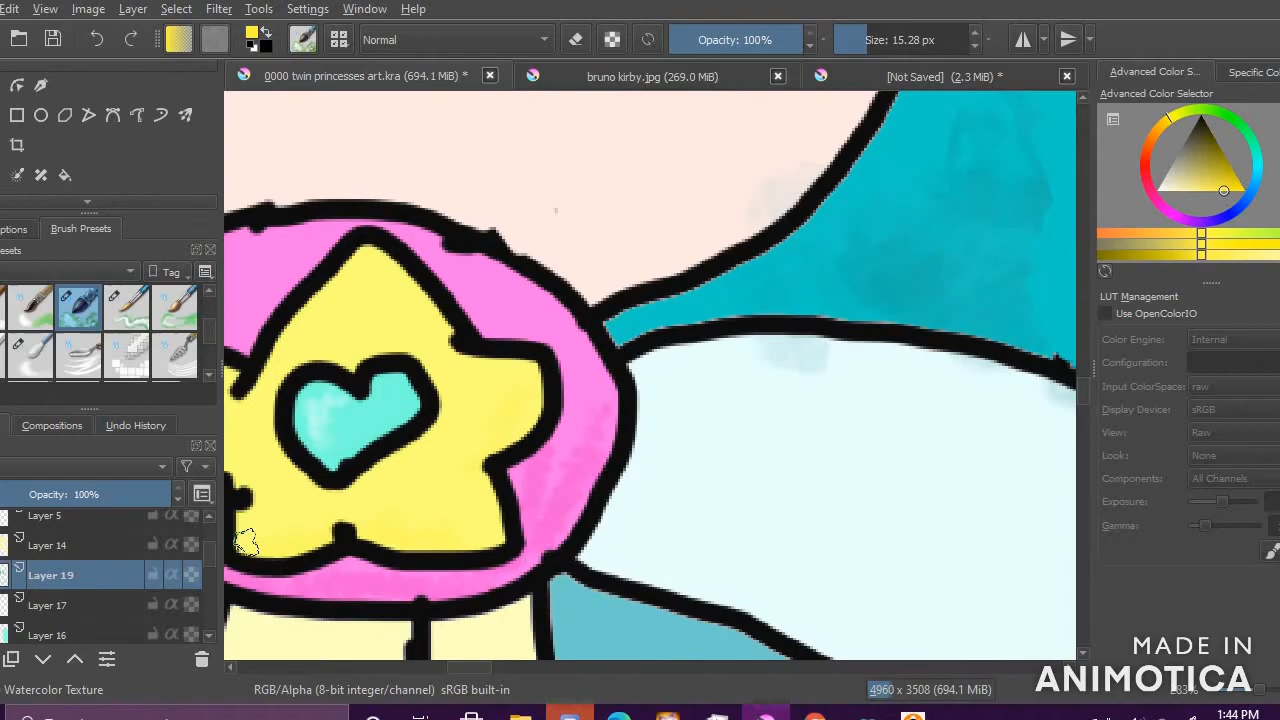 Edit View Image Layer Select Filter Tools Settings Window Help
Normal Opacity: 100% Size: 15.28 px
0000 twin princesses art.kra (694.1 MiB) * bruno kirby.jpg (269.0 MiB) [Not Saved] (2.3 MiB) * Advanced Color S... Specific Co
Advanced Color Selector
ptions Brush Presets
esets
Tag
LUT Management
Use OpenColorIO
Color Engine: Internal
Configuration:
Input ColorSpace: raw
Display Device: sRGB
View: Raw
Look: None
Components: All Channels
Exposure:
Gamma:
Compositions Undo History
Opacity: 100%
Layer 5
Layer 14
Layer 19
Layer 17
Layer 16
Watercolor Texture RGB/Alpha (8-bit integer/channel) sRGB built-in 4960 x 3508 (694.1 MiB)
MADE IN
ANIMOTICA
1:44 PM